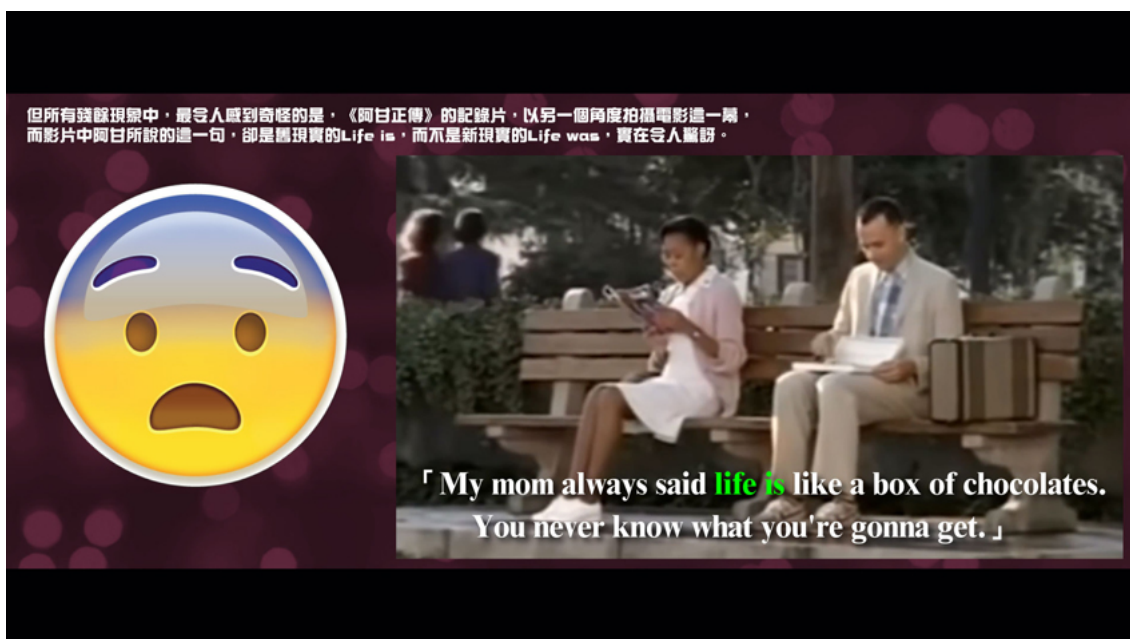 但所有殘餘現象中，最令人感到奇怪的是，《阿甘正傳》的記錄片，以另一個角度拍攝電影這一幕，
而影片中阿甘所說的這一句，卻是舊現實的Life is，而不是新現實的Life was，實在令人驚訝。
「My mom always said life is like a box of chocolates.
You never know what you're gonna get.」